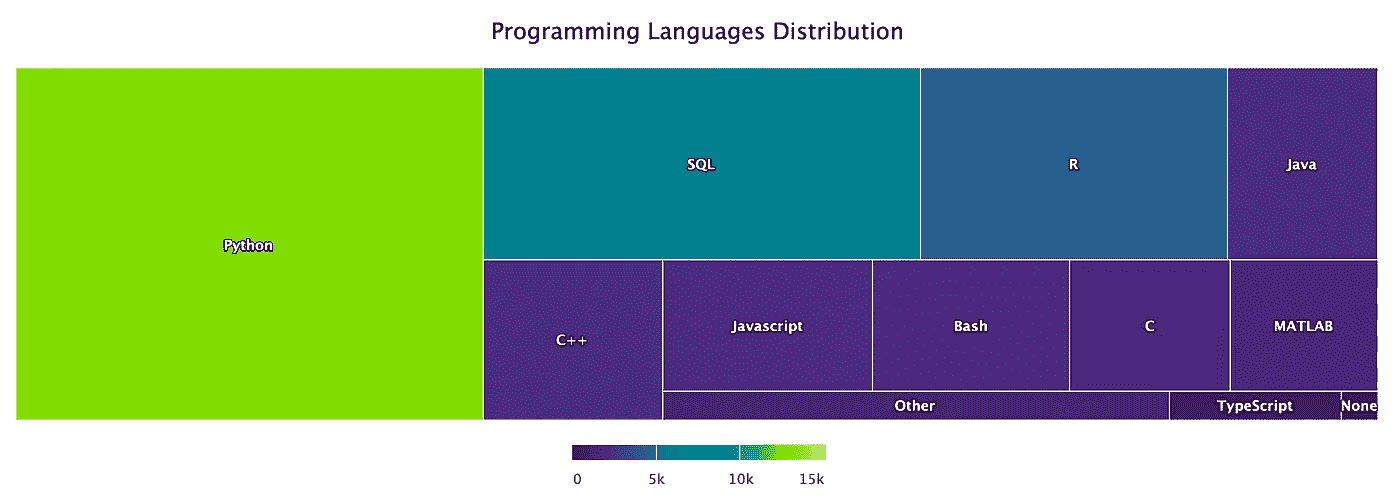 Programming Languages Distribution
Python
SQL
R
Java
C++
Javascript
Bash
C
MATLAB
Other
TypeScript
None
0 5k 10k 15k